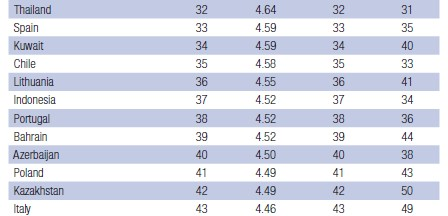 Thailand 32 4.64 32 31
Spain 33 4.59 33 35
Kuwait 34 4.59 34 40
Chile 35 4.58 35 33
Lithuania 36 4.55 36 41
Indonesia 37 4.52 37 34
Portugal 38 4.52 38 36
Bahrain 39 4.52 39 44
Azerbaijan 40 4.50 40 38
Poland 41 4.49 41 43
Kazakhstan 42 4.49 42 50
Italy 43 4.46 43 49